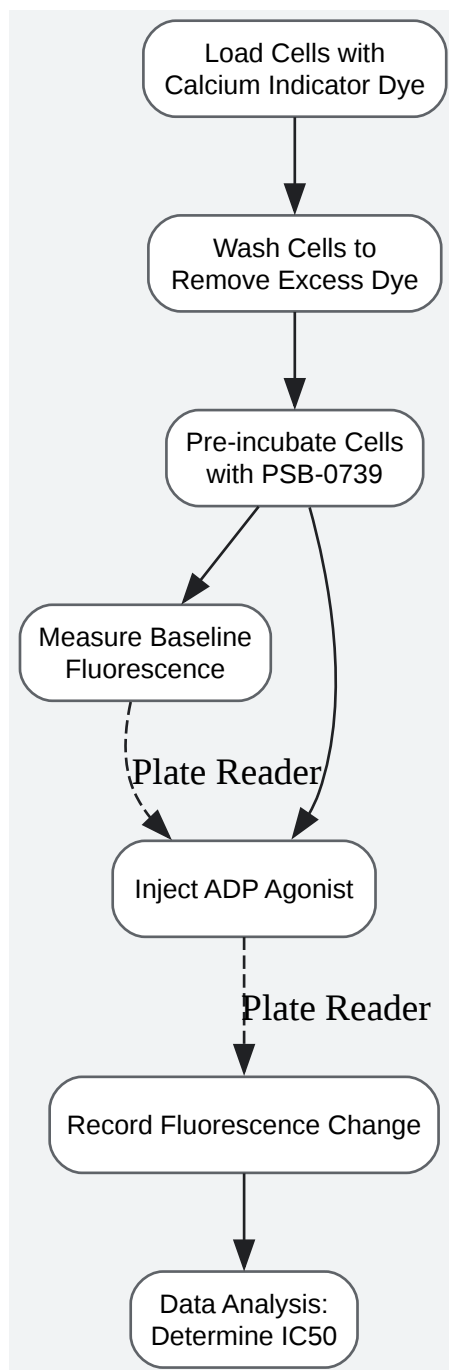 Load Cells with
Calcium Indicator Dye
Wash Cells to
Remove Excess Dye
Pre-incubate Cells
with PSB-0739
Measure Baseline
Fluorescence
Plate Reader
Inject ADP Agonist
Plate Reader
Record Fluorescence Change
Data Analysis:
Determine IC50